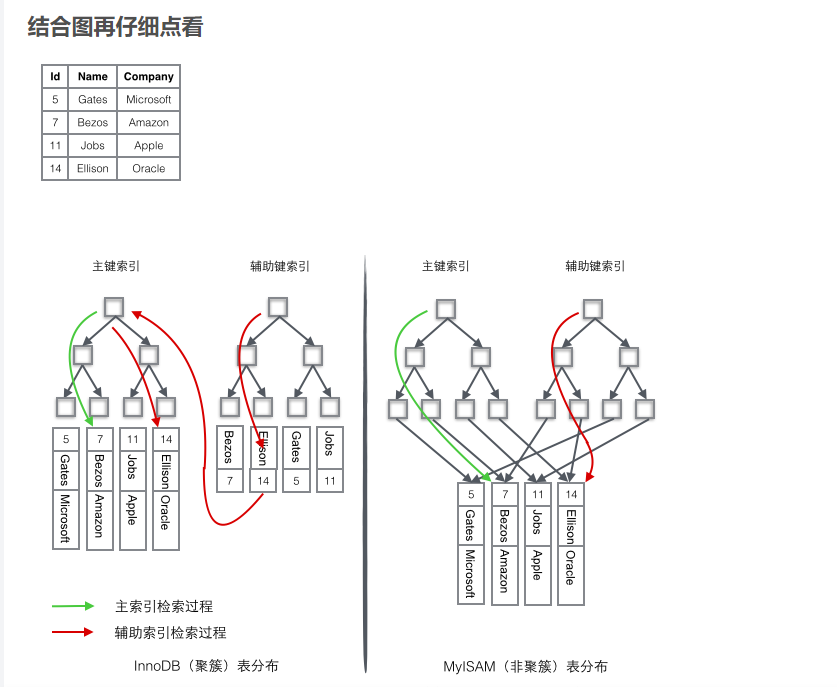 结合图再仔细点看
Id Name Company
5 Gates Microsoft
7 Bezos Amazon
11 Jobs Apple
14 Ellison Oracle
主键索引 辅助键索引 主键索引 辅助键索引
5 7 11 14
Gates Bezos Jobs Ellison
Microsoft Amazon Apple Oracle
Bezos Ellison Gates Jobs
7 14 5 11
5 7 11 14
Gates Bezos Jobs Ellison
Microsoft Amazon Apple Oracle
主索引检索过程
辅助索引检索过程
InnoDB（聚簇）表分布 MyISAM（非聚簇）表分布